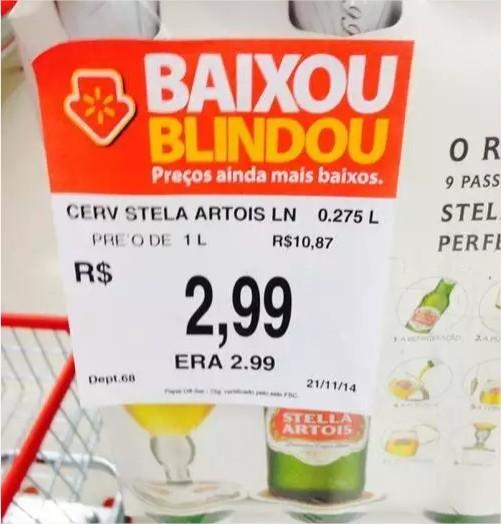 BAIXOU
BLINDOU
Preços ainda mais baixos.
CERV STELA ARTOIS LN 0.275 L
PRE'O DE 1 L R$10,87
R$
2,99
ERA 2.99
Dept.68 21/11/14
O R
9 PASS
STEL
PERFE
STELLA
ARTOIS